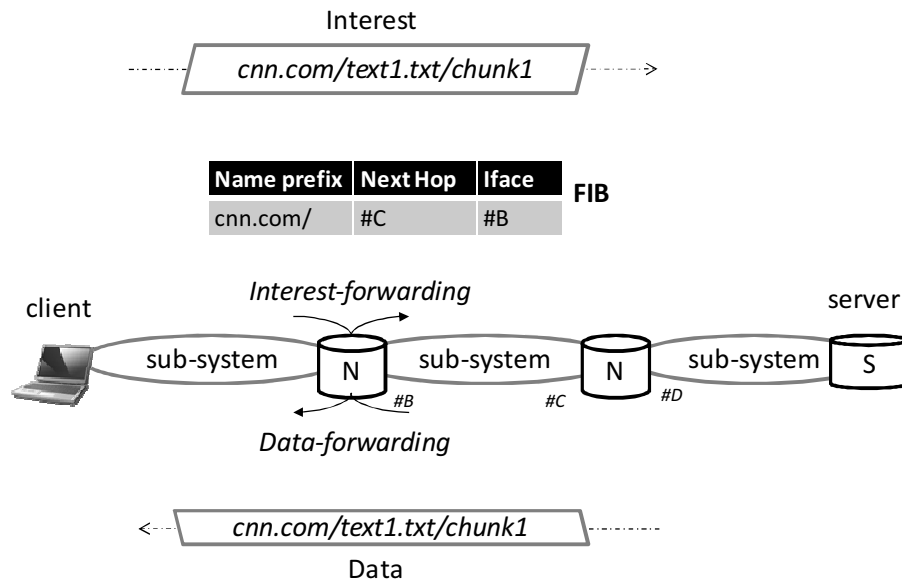 Interest
cnn.com/text1.txt/chunk1
Name prefix Next Hop Iface
FIB
cnn.com/ #C #B
Interest-forwarding
client
server
sub-system N sub-system N sub-system S
#B #C #D
Data-forwarding
cnn.com/text1.txt/chunk1
Data